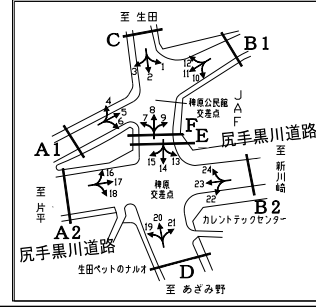 至 生田
C
B1
3
2
1
12
11
10
稗原公民館
交差点
JAF
4
5
6
8
7
9
F
E
A1
尻手黒川道路
15
14
13
至 新川崎
至 片平
16
17
18
稗原
交差点
24
23
22
B2
カレントテックセンター
A2
尻手黒川道路
20
19
21
生田ペットのナルオ
D
至 あざみ野